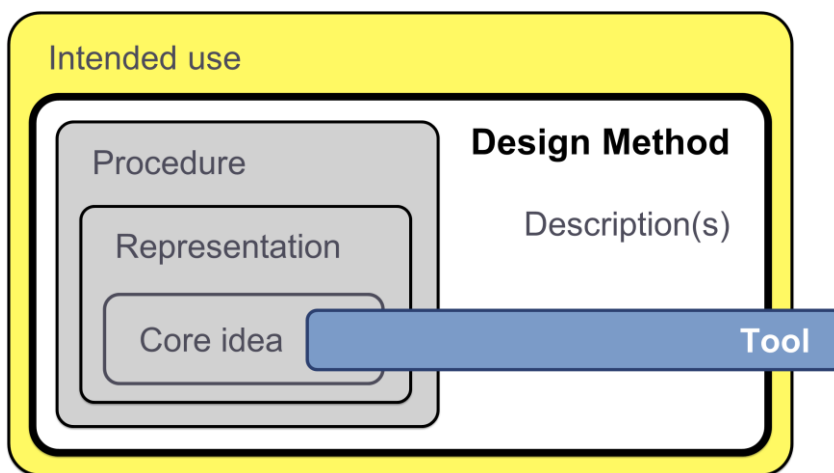 Intended use
Design Method
Procedure
Description(s)
Representation
Core idea
Tool